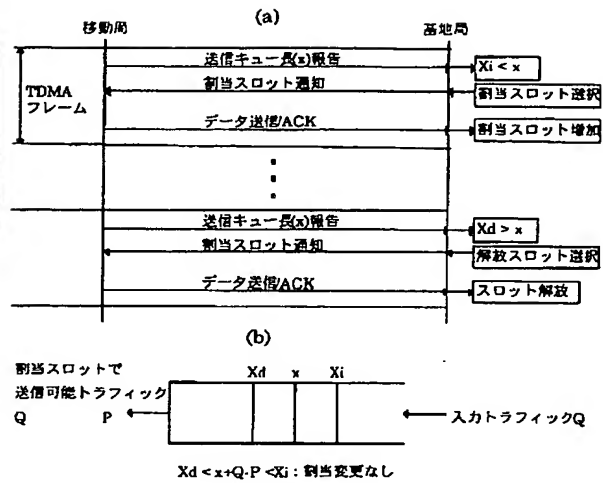 (a)
移動局
基地局
送信キュー長(x)報告
Xi < x
割当スロット通知
割当スロット選択
TDMA
フレーム
データ送信/ACK
割当スロット増加
送信キュー長(x)報告
Xd > x
割当スロット通知
解放スロット選択
データ送信/ACK
スロット解放
(b)
割当スロットで
送信可能トラフィック
Q P
Xd x Xi
入力トラフィックQ
Xd < x+Q-P <Xi : 割当変更なし